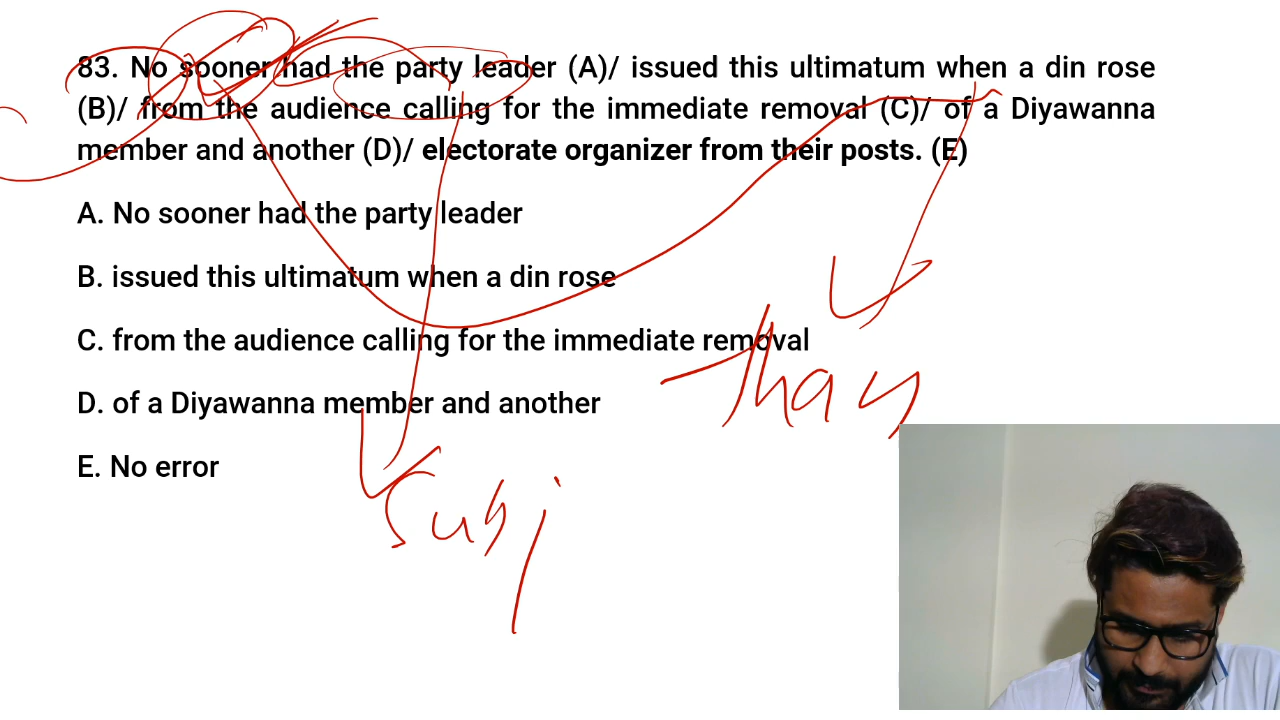 83. No sooner had the party leader (A)/ issued this ultimatum when a din rose
(B)/ from the audience calling for the immediate removal (C)/ of a Diyawanna
member and another (D)/ electorate organizer from their posts. (E)
A. No sooner had the party leader
B. issued this ultimatum when a din rose
C. from the audience calling for the immediate removal
than
D. of a Diyawanna member and another
E. No error
Subj